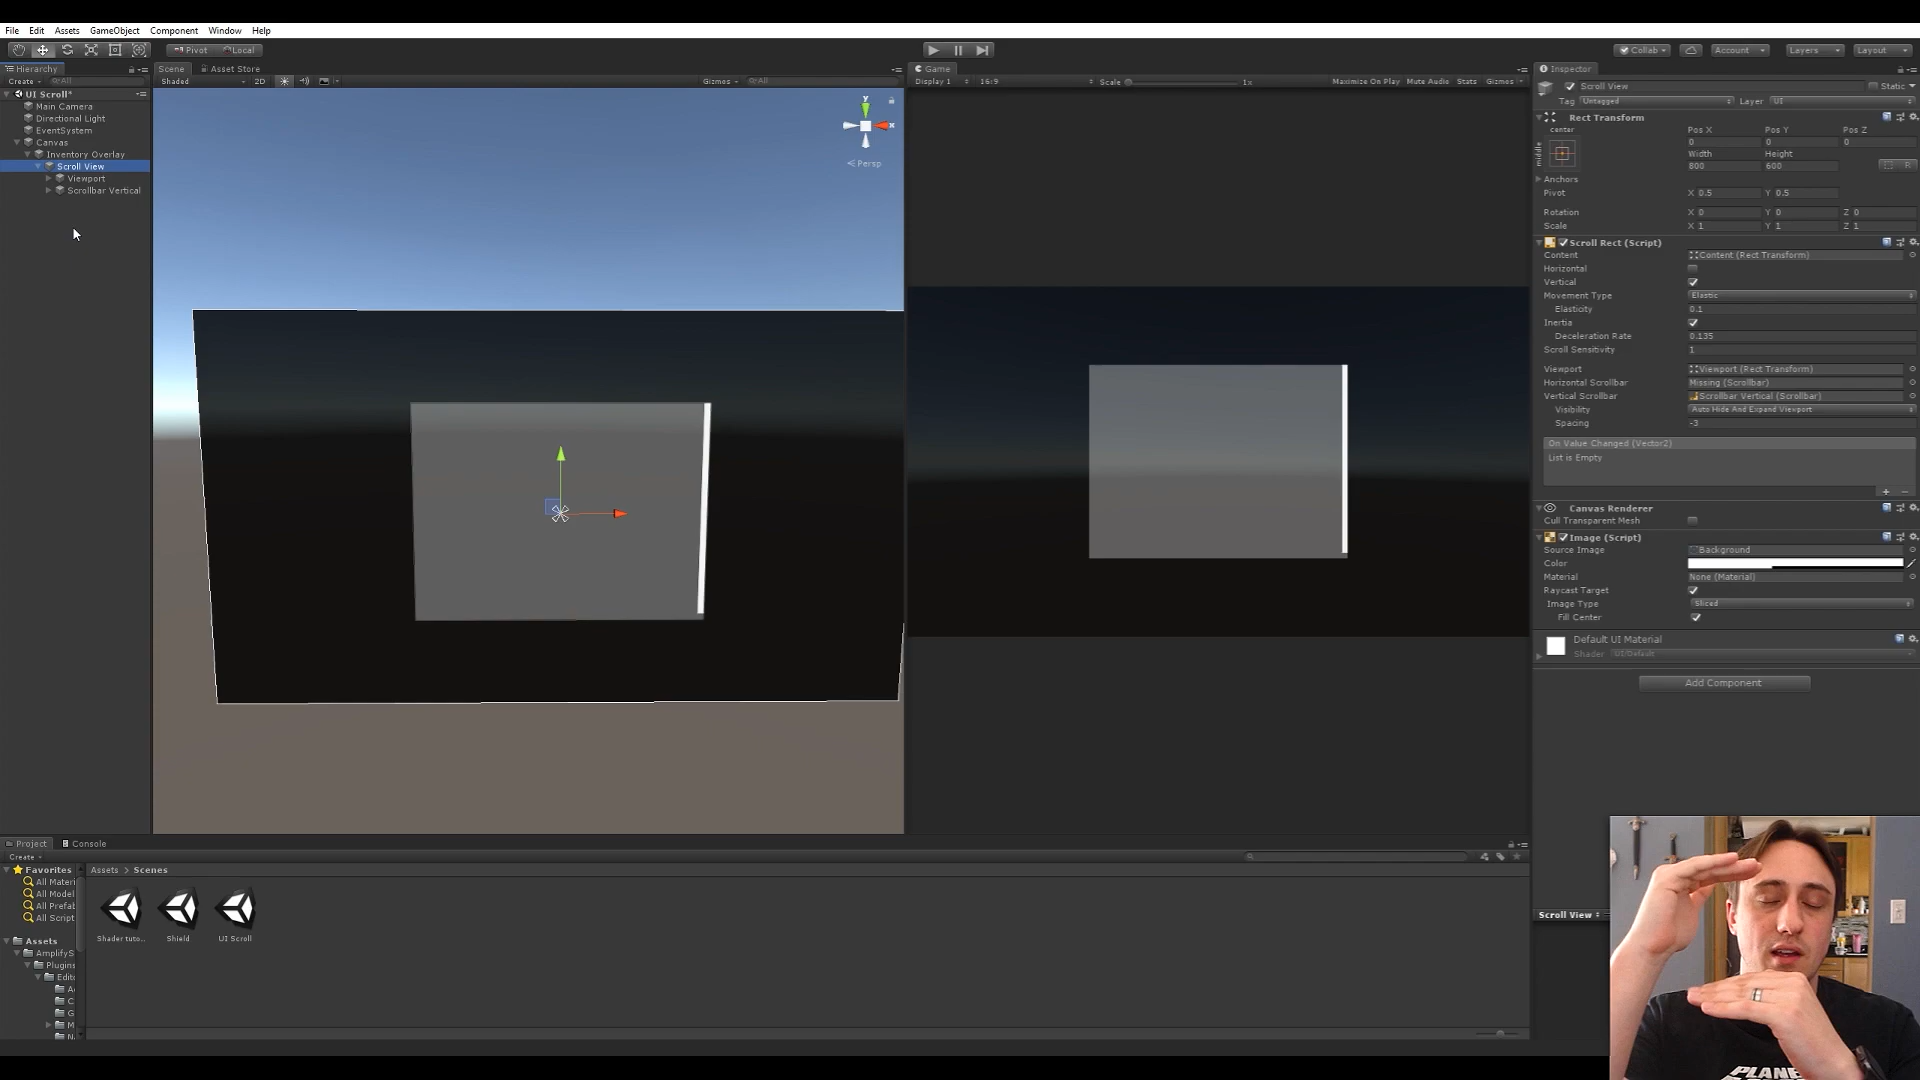 File Edit Assets GameObject Component Window Help
Pivot Local
Collab Account Layers Layout
Hierarchy
Create All
UI Scroll*
Main Camera
Directional Light
EventSystem
Canvas
Inventory Overlay
Scroll View
Viewport
Scrollbar Vertical
Scene Asset Store
Shaded 2D Gizmos All
y
x
Persp
Game
Display 1 16:9 Scale 1x Maximize On Play Mute Audio Stats Gizmos
Inspector
Scroll View Static
Tag Untagged Layer UI
Rect Transform
center
middle
Pos X Pos Y Pos Z
0 0 0
Width Height
800 600
R
Anchors
Pivot X 0.5 Y 0.5
Rotation X 0 Y 0 Z 0
Scale X 1 Y 1 Z 1
Scroll Rect (Script)
Content Content (Rect Transform)
Horizontal
Vertical
Movement Type Elastic
Elasticity 0.1
Inertia
Deceleration Rate 0.135
Scroll Sensitivity 1
Viewport Viewport (Rect Transform)
Horizontal Scrollbar Missing (Scrollbar)
Vertical Scrollbar Scrollbar Vertical (Scrollbar)
Visibility Auto Hide And Expand Viewport
Spacing -3
On Value Changed (Vector2)
List is Empty
Canvas Renderer
Cull Transparent Mesh
Image (Script)
Source Image Background
Color
Material None (Material)
Raycast Target
Image Type Sliced
Fill Center
Default UI Material
Shader UI/Default
Add Component
Scroll View
Project Console
Create
Favorites
All Materi
All Model
All Prefab
All Script
Assets
AmplifyS
Plugins
Edito
A
C
G
M
N
Assets > Scenes
Shader tuto...
Shield
UI Scroll
PLANE